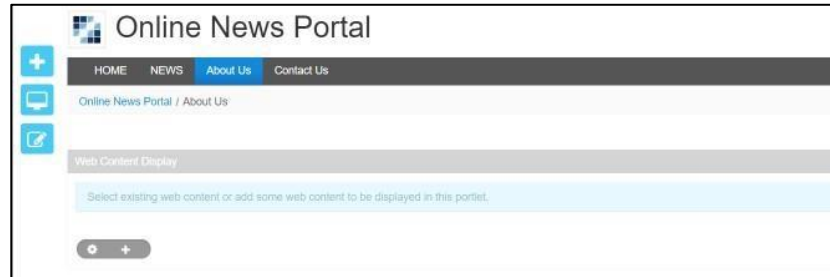 Online News Portal
HOME NEWS About Us Contact Us
Online News Portal / About Us
Web Content Display
Select existing web content or add some web content to be displayed in this portlet.